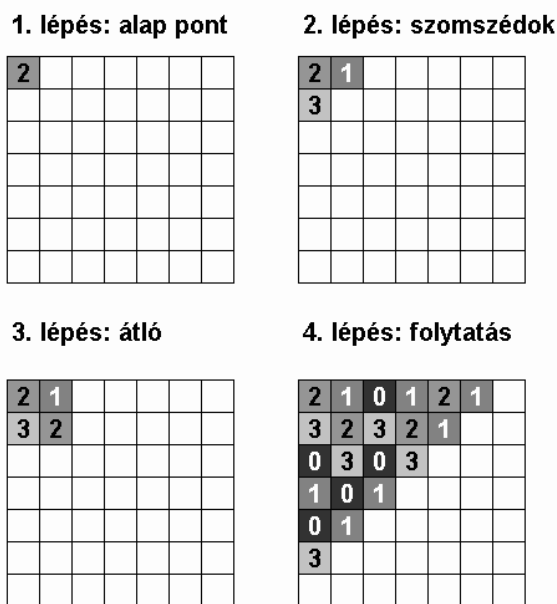 1. lépés: alap pont
2
2. lépés: szomszédok
2 1
3
3. lépés: átló
2 1
3 2
4. lépés: folytatás
2 1 0 1 2 1
3 2 3 2 1
0 3 0 3
1 0 1
0 1
3